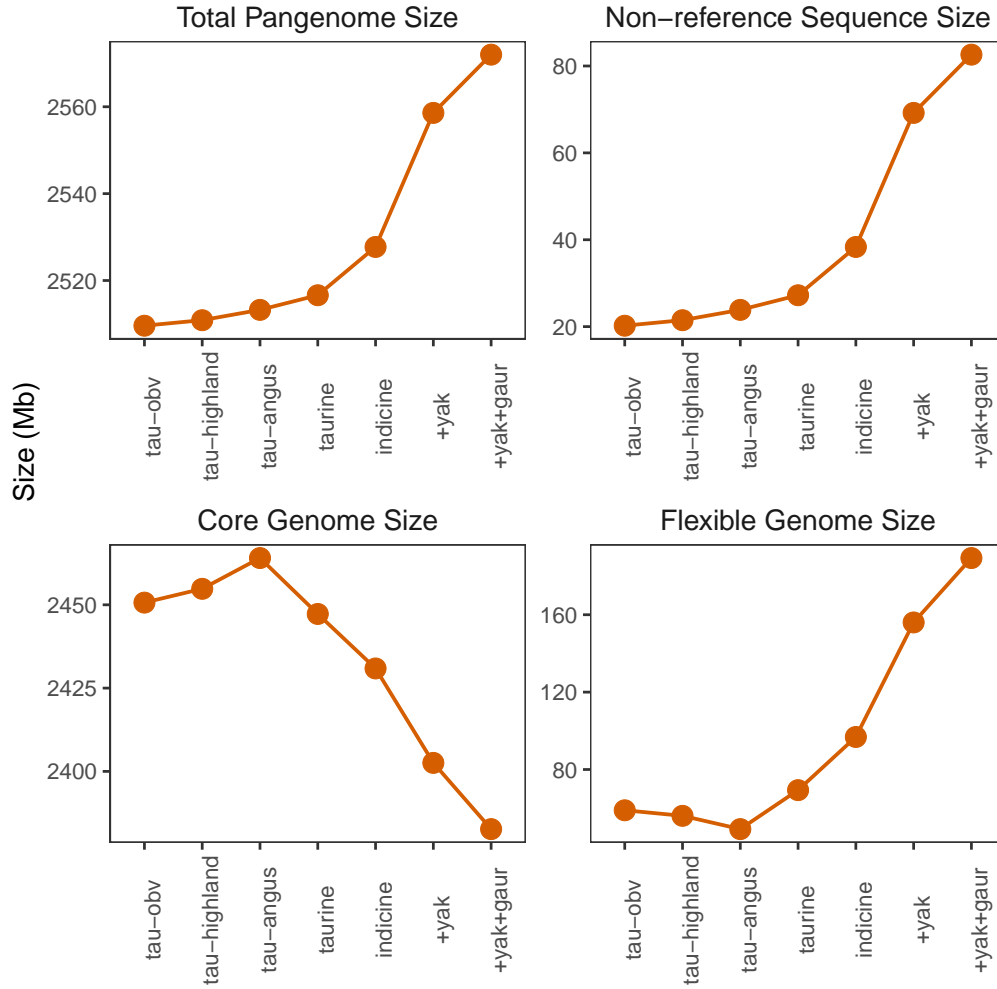 Total Pangenome Size
2560
2540
2520
tau−obv
tau−highland
tau−angus
taurine
indicine
+yak
+yak+gaur
Non−reference Sequence Size
80
60
40
20
tau−obv
tau−highland
tau−angus
taurine
indicine
+yak
+yak+gaur
Size (Mb)
Core Genome Size
2450
2425
2400
tau−obv
tau−highland
tau−angus
taurine
indicine
+yak
+yak+gaur
Flexible Genome Size
160
120
80
tau−obv
tau−highland
tau−angus
taurine
indicine
+yak
+yak+gaur